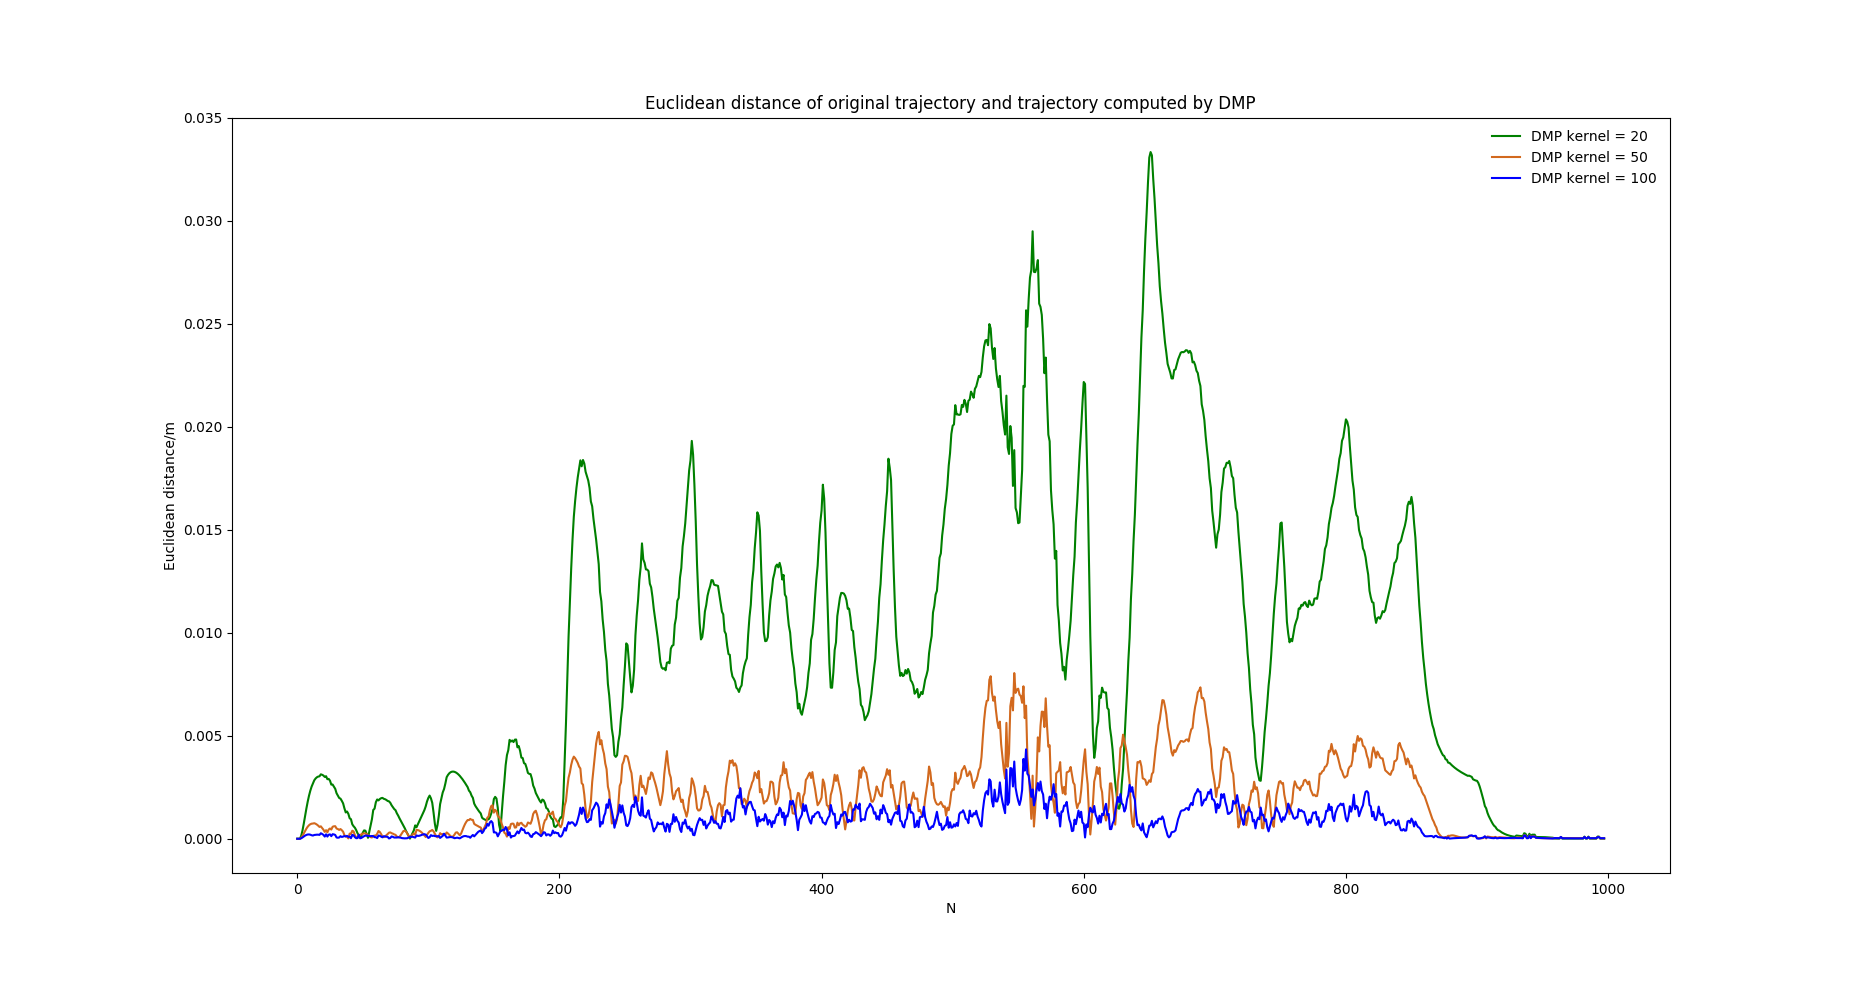 Euclidean distance of original trajectory and trajectory computed by DMP
DMP kernel = 20
DMP kernel = 50
DMP kernel = 100
Euclidean distance/m
0.035
0.030
0.025
0.020
0.015
0.010
0.005
0.000
0
200
400
600
800
1000
N